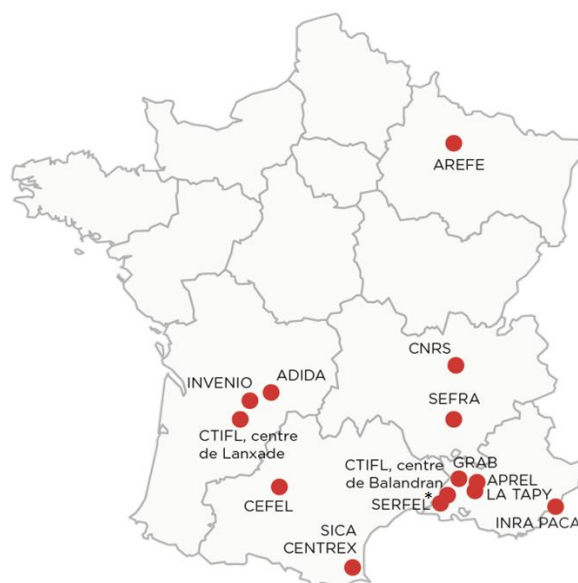 AREFE
CNRS
ADIDA
INVENIO
SEFRA
CTIFL, centre
de Lanxade
GRAB
CTIFL, centre
de Balandran
APREL
LA TAPY
CEFEL
*
SERFEL
INRA PACA
SICA
CENTREX